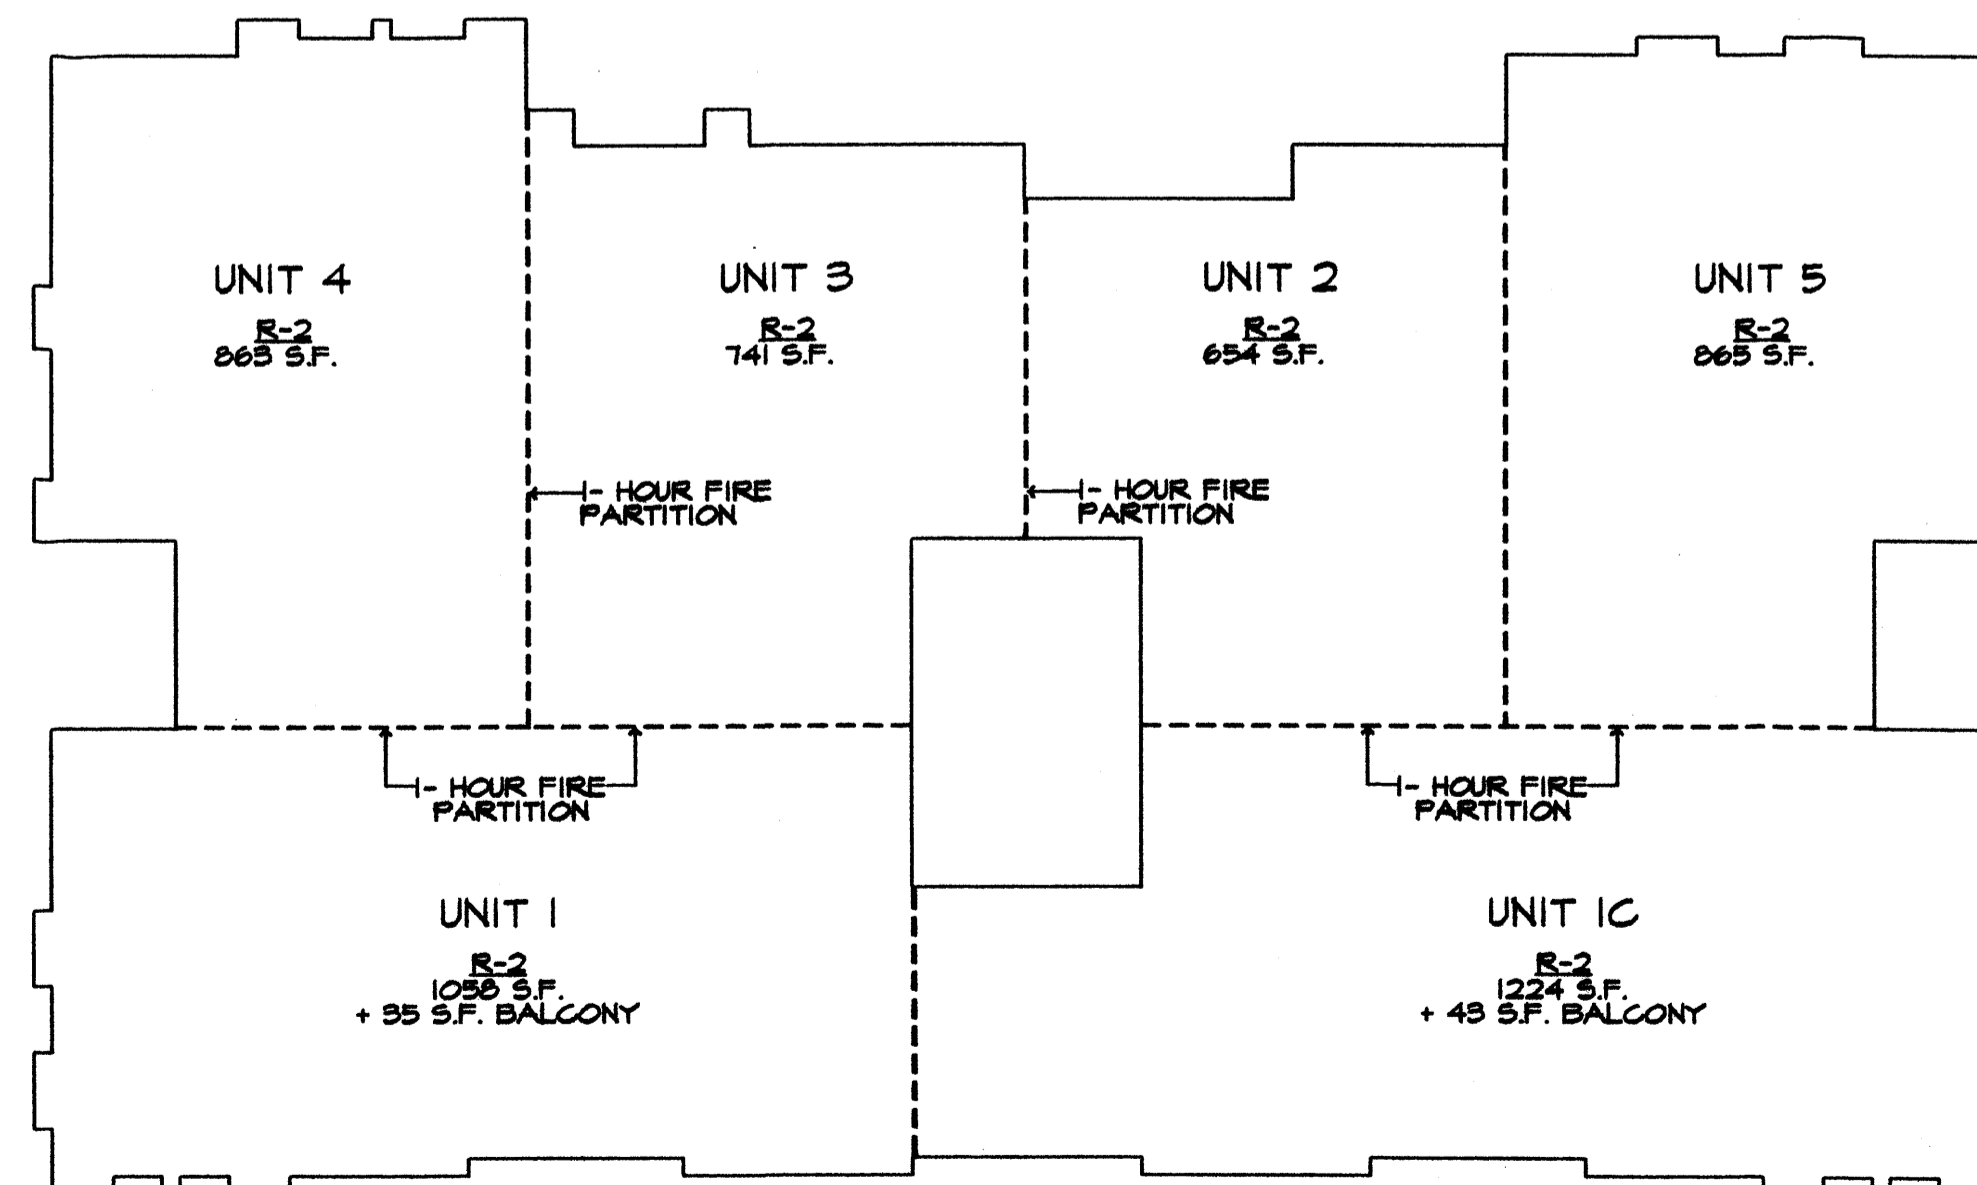 UNIT 4
R-2
863 S.F.
UNIT 3
R-2
741 S.F.
UNIT 2
R-2
654 S.F.
UNIT 5
R-2
865 S.F.
1- HOUR FIRE
PARTITION
1- HOUR FIRE
PARTITION
1- HOUR FIRE
PARTITION
1- HOUR FIRE
PARTITION
UNIT 1
R-2
1058 S.F.
+ 35 S.F. BALCONY
UNIT 1C
R-2
1224 S.F.
+ 43 S.F. BALCONY